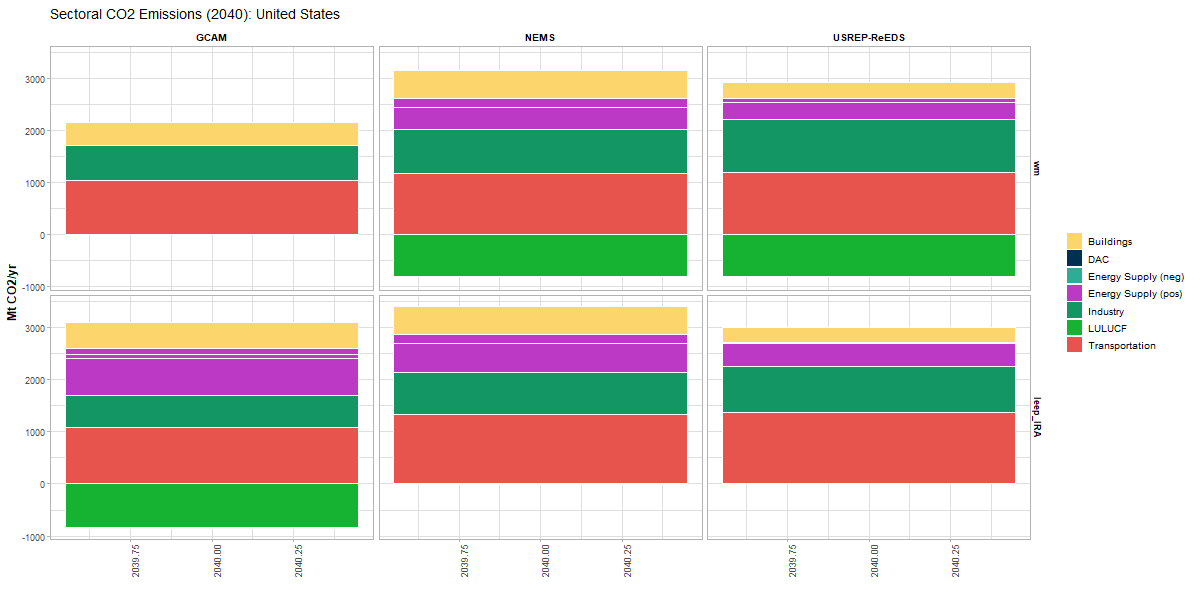 Sectoral CO2 Emissions (2040): United States
GCAM
NEMS
USREP-ReEDS
Mt CO2/yr
3000
2000
1000
0
-1000
wm
3000
2000
1000
0
-1000
leep_IRA
2039.75
2040.00
2040.25
2039.75
2040.00
2040.25
2039.75
2040.00
2040.25
Buildings
DAC
Energy Supply (neg)
Energy Supply (pos)
Industry
LULUCF
Transportation